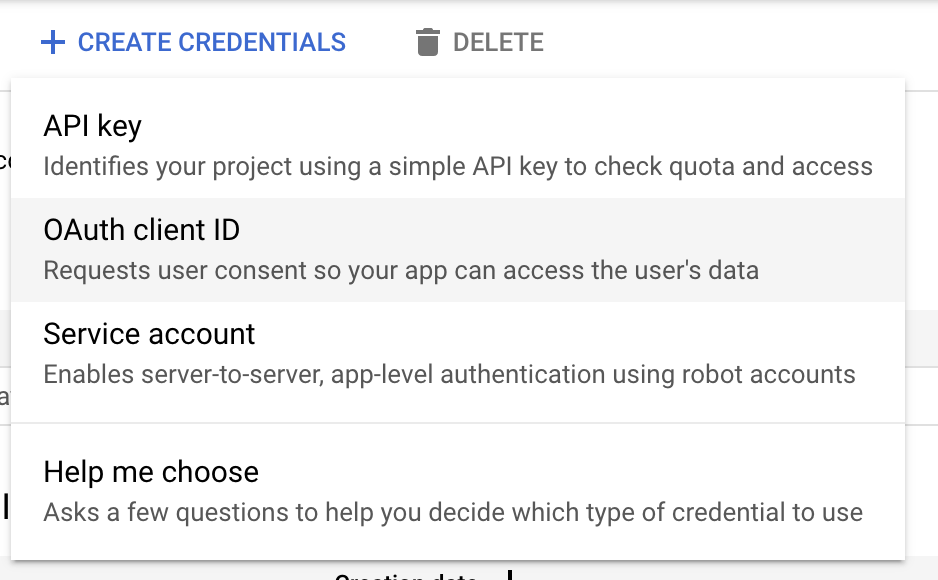 + CREATE CREDENTIALS DELETE
API key
Identifies your project using a simple API key to check quota and access
OAuth client ID
Requests user consent so your app can access the user's data
Service account
Enables server-to-server, app-level authentication using robot accounts
Help me choose
Asks a few questions to help you decide which type of credential to use
Creation date